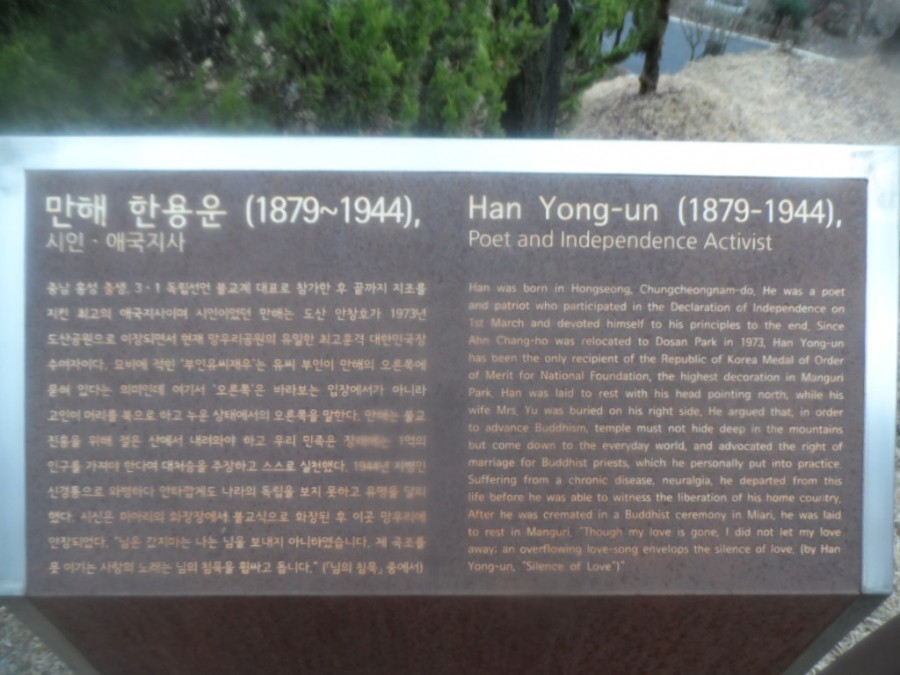 만해 한용운 (1879~1944),
시인 · 애국지사
충남 홍성 출생. 3 · 1 독립선언 불교계 대표로 참가한 후 끝까지 지조를
지킨 최고의 애국지사이며 시인이었던 만해는 도산 안창호가 1973년
도산공원으로 이장되면서 현재 망우리공원의 유일한 최고훈격 대한민국장
수여자이다. 묘비에 적힌 '부인유씨재우'는 유씨 부인이 만해의 오른쪽에
묻혀 있다는 의미인데 여기서 '오른쪽'은 바라보는 입장에서가 아니라
고인이 머리를 북으로 하고 누운 상태에서의 오른쪽을 말한다. 만해는 불교
진흥을 위해 절은 산에서 내려와야 하고 우리 민족은 장래에는 1억의
인구를 가져야 한다며 대처승을 주장하고 스스로 실천했다. 1944년 지병인
신경통으로 와병하다 안타깝게도 나라의 독립을 보지 못하고 유명을 달리
했다. 시신은 미아리의 화장장에서 불교식으로 화장된 후 이곳 망우리에
안장되었다. "님은 갔지마는 나는 님을 보내지 아니하였습니다. 제 곡조를
못 이기는 사랑의 노래는 님의 침묵을 휩싸고 돕니다." (「님의 침묵」 중에서)
Han Yong-un (1879-1944),
Poet and Independence Activist
Han was born in Hongseong, Chungcheongnam-do. He was a poet
and patriot who participated in the Declaration of Independence on
1st March and devoted himself to his principles to the end. Since
Ahn Chang-ho was relocated to Dosan Park in 1973, Han Yong-un
has been the only recipient of the Republic of Korea Medal of Order
of Merit for National Foundation, the highest decoration in Manguri
Park. Han was laid to rest with his head pointing north, while his
wife Mrs. Yu was buried on his right side. He argued that, in order
to advance Buddhism, temple must not hide deep in the mountains
but come down to the everyday world, and advocated the right of
marriage for Buddhist priests, which he personally put into practice.
Suffering from a chronic disease, neuralgia, he departed from this
life before he was able to witness the liberation of his home country.
After he was cremated in a Buddhist ceremony in Miari, he was laid
to rest in Manguri. "Though my love is gone, I did not let my love
away; an overflowing love-song envelops the silence of love. (by Han
Yong-un, "Silence of Love")"